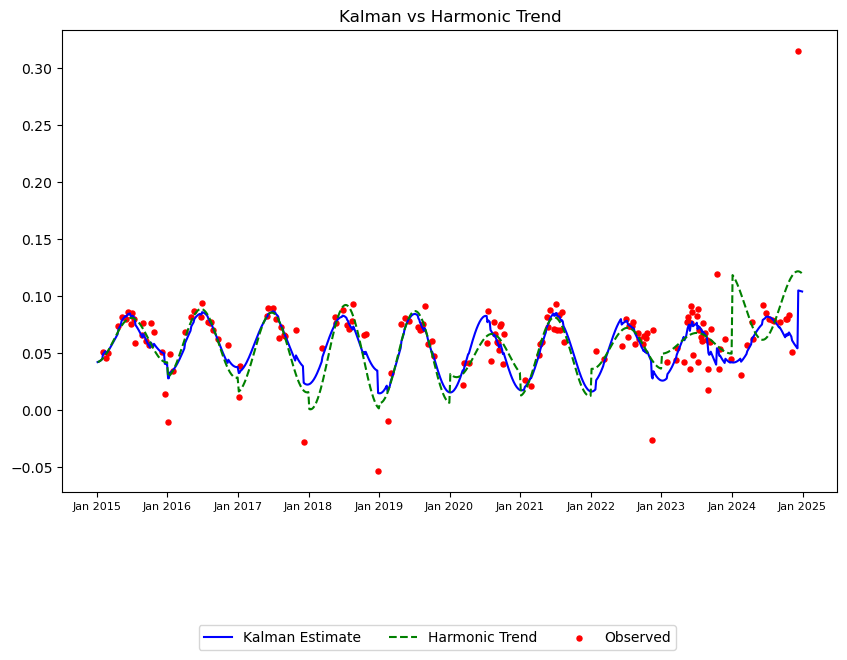 Kalman vs Harmonic Trend
0.30
0.25
0.20
0.15
0.10
0.05
0.00
−0.05
Jan 2015 Jan 2016 Jan 2017 Jan 2018 Jan 2019 Jan 2020 Jan 2021 Jan 2022 Jan 2023 Jan 2024 Jan 2025
Kalman Estimate Harmonic Trend Observed